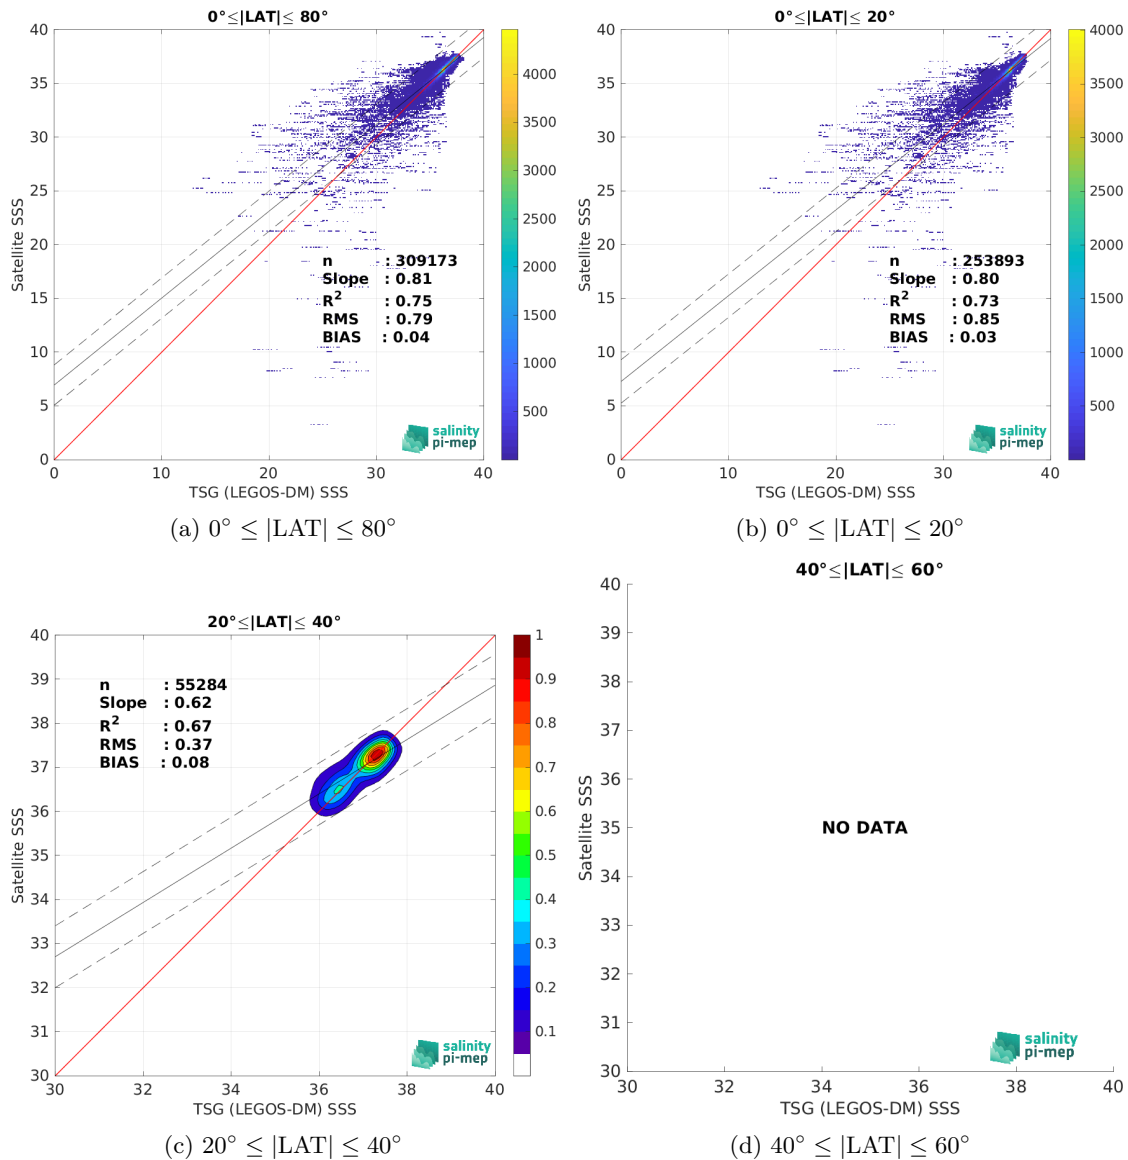 0°≤|LAT|≤ 80°
40
35
30
25
20
15
10
5
0
0
10
20
30
40
Satellite SSS
TSG (LEGOS-DM) SSS
n : 309173
Slope : 0.81
R² : 0.75
RMS : 0.79
BIAS : 0.04
4000
3500
3000
2500
2000
1500
1000
500
salinity
pi-mep
(a) 0° ≤ |LAT| ≤ 80°
0°≤|LAT|≤ 20°
40
35
30
25
20
15
10
5
0
0
10
20
30
40
Satellite SSS
TSG (LEGOS-DM) SSS
n : 253893
Slope : 0.80
R² : 0.73
RMS : 0.85
BIAS : 0.03
4000
3500
3000
2500
2000
1500
1000
500
salinity
pi-mep
(b) 0° ≤ |LAT| ≤ 20°
20°≤|LAT|≤ 40°
40
39
38
37
36
35
34
33
32
31
30
30
32
34
36
38
40
Satellite SSS
TSG (LEGOS-DM) SSS
n : 55284
Slope : 0.62
R² : 0.67
RMS : 0.37
BIAS : 0.08
1
0.9
0.8
0.7
0.6
0.5
0.4
0.3
0.2
0.1
salinity
pi-mep
(c) 20° ≤ |LAT| ≤ 40°
40°≤|LAT|≤ 60°
40
39
38
37
36
35
34
33
32
31
30
30
32
34
36
38
40
Satellite SSS
TSG (LEGOS-DM) SSS
NO DATA
salinity
pi-mep
(d) 40° ≤ |LAT| ≤ 60°